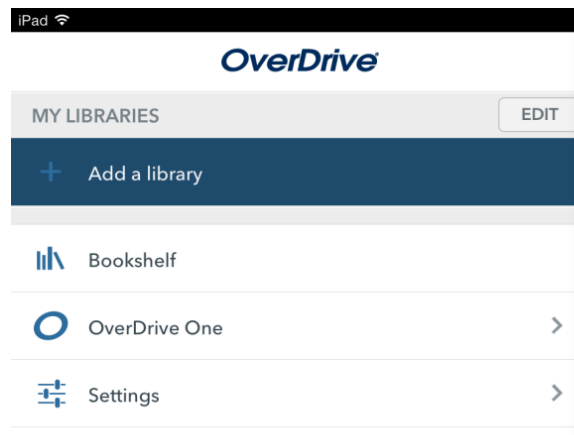 iPad
OverDrive
MY LIBRARIES EDIT
+ Add a library
Bookshelf
OverDrive One
Settings